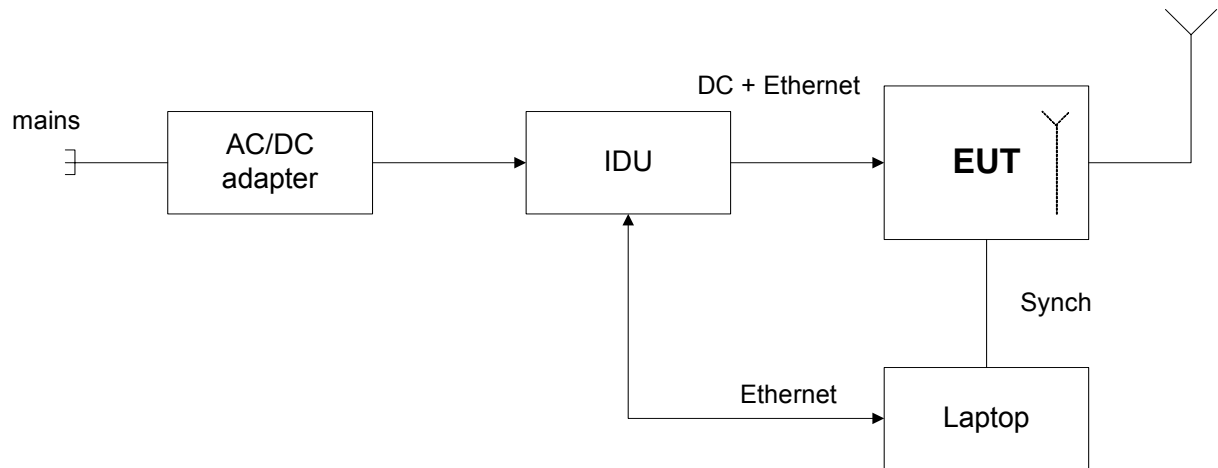 DC + Ethernet
mains
AC/DC
adapter
IDU
EUT
Synch
Ethernet
Laptop